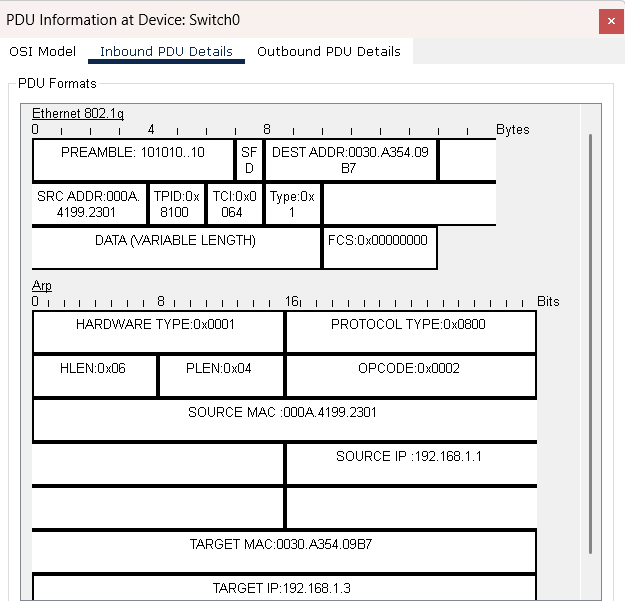 PDU Information at Device: Switch0
×
OSI Model Inbound PDU Details Outbound PDU Details
PDU Formats
Ethernet 802.1q
0 4 8 Bytes
PREAMBLE: 101010..10
SF
D
DEST ADDR:0030.A354.09
B7
SRC ADDR:000A.
4199.2301
TPID:0x
8100
TCI:0x0
064
Type:0x
1
DATA (VARIABLE LENGTH)
FCS:0x00000000
Arp
0 8 16 Bits
HARDWARE TYPE:0x0001
PROTOCOL TYPE:0x0800
HLEN:0x06
PLEN:0x04
OPCODE:0x0002
SOURCE MAC :000A.4199.2301
SOURCE IP :192.168.1.1
TARGET MAC:0030.A354.09B7
TARGET IP:192.168.1.3